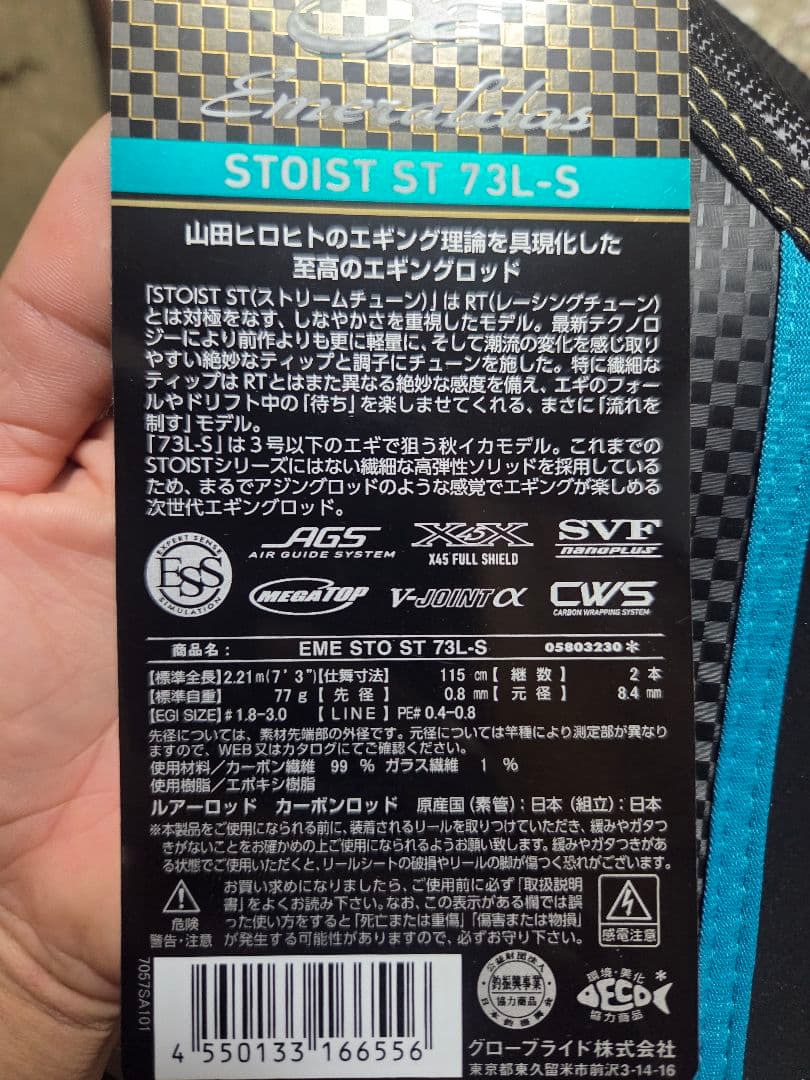 Emeraldas
STOIST ST 73L-S
山田ヒロヒトのエギング理論を具現化した
至高のエギングロッド
「STOIST ST(ストリームチューン)」はRT(レーシングチューン)
とは対極をなす、しなやかさを重視したモデル。最新テクノロ
ジーにより前作よりも更に軽量に、そして潮流の変化を感じ取り
やすい絶妙なティップと調子にチューンを施した。特に繊細な
ティップはRTとはまた異なる絶妙な感度を備え、エギのフォー
ルやドリフト中の「待ち」を楽しませてくれる、まさに「流れを
制す」モデル。
「73L-S」は3号以下のエギで狙う秋イカモデル。これまでの
STOISTシリーズにはない繊細な高弾性ソリッドを採用している
ため、まるでアジングロッドのような感覚でエギングが楽しめる
次世代エギングロッド。
EXPERT SENSE ESS SIMULATION
AGS AIR GUIDE SYSTEM
X45X X45 FULL SHIELD
SVF nanoplus
MEGATOP
V-JOINT α
CWS CARBON WRAPPING SYSTEM
商品名: EME STO ST 73L-S 05803230*
【標準全長】2.21m(7'3")【仕舞寸法】 115 cm【継数】 2 本
【標準自重】 77 g【先径】 0.8 mm【元径】 8.4 mm
【EGI SIZE】#1.8-3.0 【LINE】PE#0.4-0.8
先径については、素材先端部の外径です。元径については竿種により測定部が異なり
ますので、WEB又はカタログにてご確認ください。
使用材料/カーボン繊維 99 % ガラス繊維 1 %
使用樹脂/エポキシ樹脂
ルアーロッド カーボンロッド 原産国(素管):日本(組立):日本
※本製品をご使用になられる前に、装着されるリールを取りつけていただき、緩みやガタつ
きがないことをお確かめの上ご使用になられるようお願い致します。緩みやガタつきがあ
る状態でご使用いただくと、リールシートの破損やリールの脚が傷つく恐れがございます。
危険
警告・注意
お買い求めになりましたら、ご使用前に必ず「取扱説明
書」をよくお読み下さい。なお、この表示がある欄では誤
った使い方をすると「死亡または重傷」「傷害または物損」
が発生する可能性がありますので、必ずお守り下さい。
感電注意
7057SA101
4 550133 166556
公益財団法人
釣振興事業
協力商品
日本釣振興会
環境・美化
DECO*
協力商品
グローブライド株式会社
東京都東久留米市前沢3-14-16